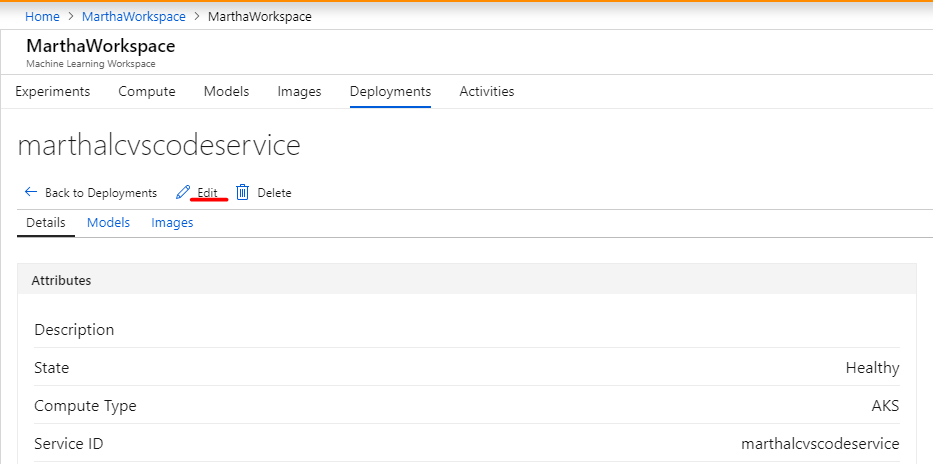 Home > MarthaWorkspace > MarthaWorkspace
MarthaWorkspace
Machine Learning Workspace
Experiments Compute Models Images Deployments Activities
marthalcvscodeservice
Back to Deployments Edit Delete
Details Models Images
Attributes
Description
State Healthy
Compute Type AKS
Service ID marthalcvscodeservice